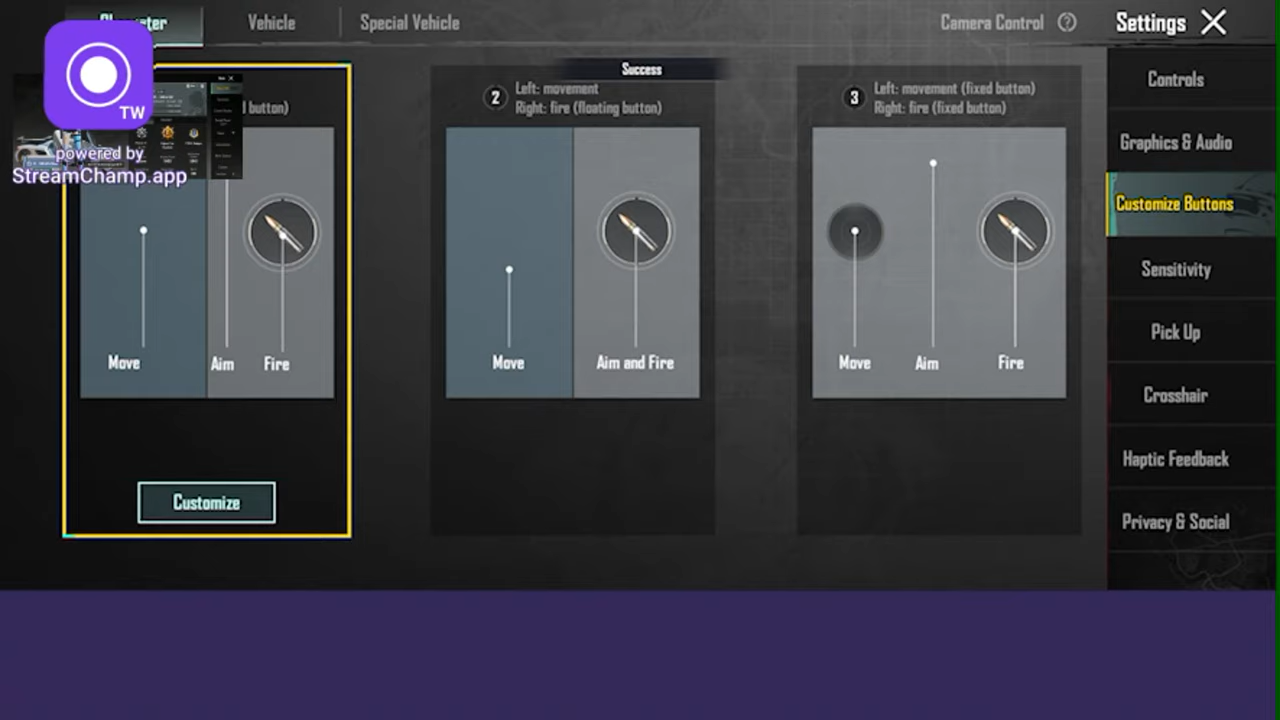 Vehicle
Special Vehicle
Camera Control
?
Settings
TW
powered by
StreamChamp.app
Success
2
Left: movement
Right: fire (floating button)
3
Left: movement (fixed button)
Right: fire (fixed button)
Move
Aim
Fire
Move
Aim and Fire
Move
Aim
Fire
Customize
Controls
Graphics & Audio
Customize Buttons
Sensitivity
Pick Up
Crosshair
Haptic Feedback
Privacy & Social